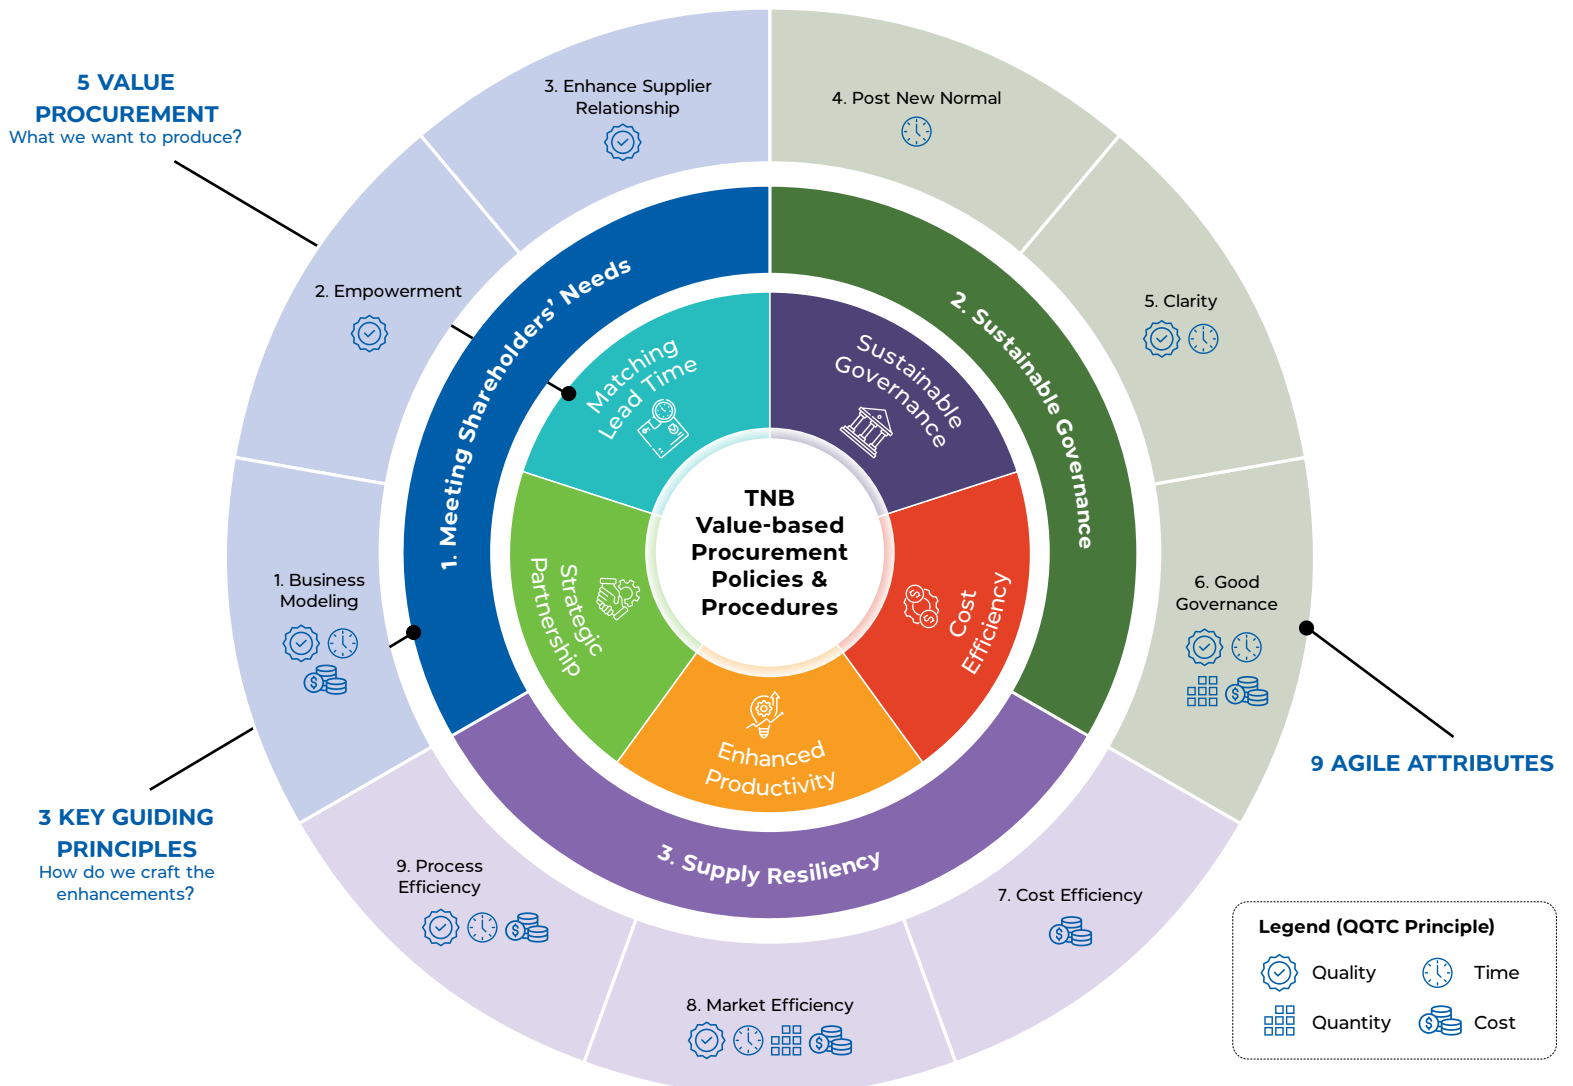 5 VALUE
PROCUREMENT
What we want to produce?
3. Enhance Supplier
Relationship
4. Post New Normal
2. Empowerment
5. Clarity
1. Business
Modeling
6. Good
Governance
1. Meeting Shareholders’ Needs
2. Sustainable Governance
3. Supply Resiliency
Matching
Lead Time
Sustainable
Governance
Strategic
Partnership
Cost
Efficiency
Enhanced
Productivity
TNB
Value-based
Procurement
Policies &
Procedures
3 KEY GUIDING
PRINCIPLES
How do we craft the
enhancements?
9 AGILE ATTRIBUTES
9. Process
Efficiency
7. Cost Efficiency
8. Market Efficiency
Legend (QQTC Principle)
Quality
Time
Quantity
Cost